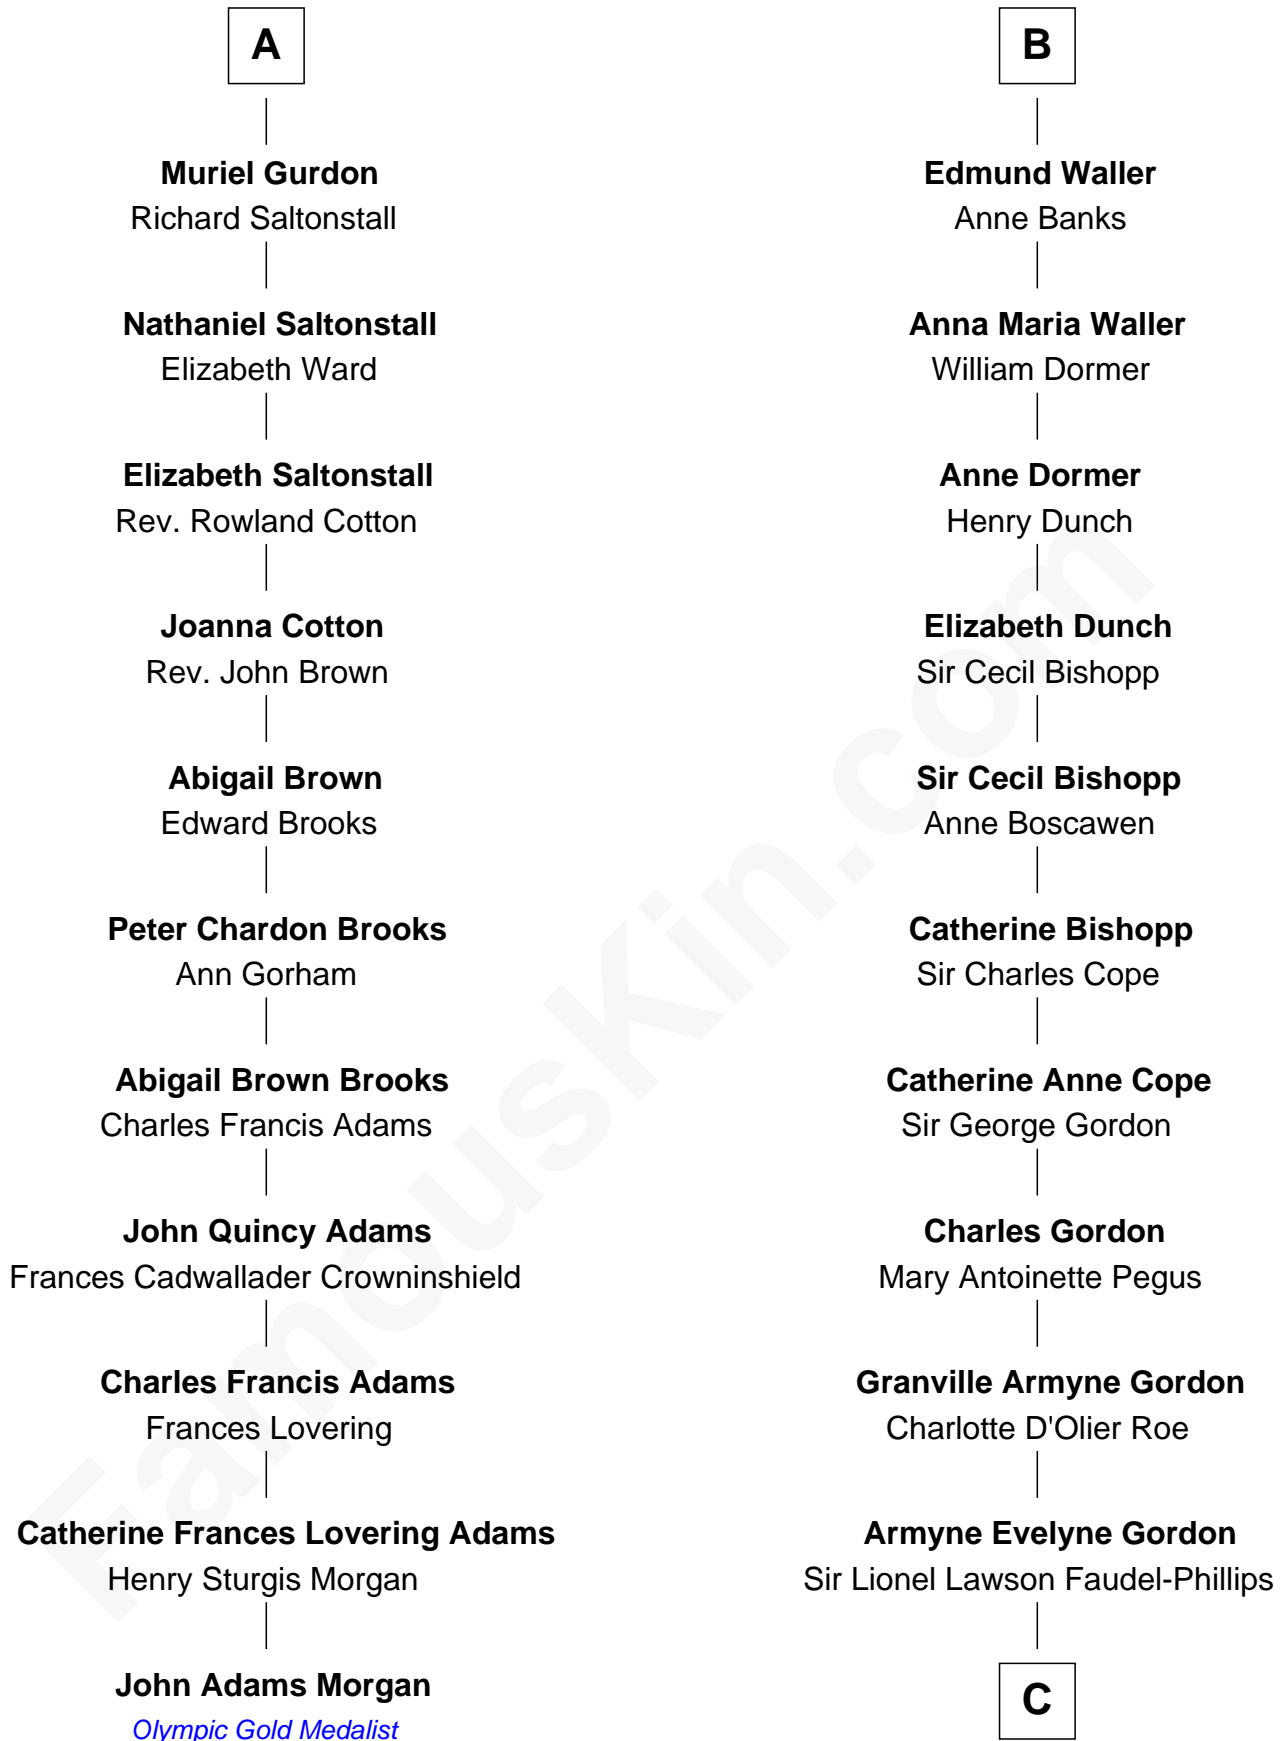 A
Muriel Gurdon
Richard Saltonstall
Nathaniel Saltonstall
Elizabeth Ward
Elizabeth Saltonstall
Rev. Rowland Cotton
Joanna Cotton
Rev. John Brown
Abigail Brown
Edward Brooks
Peter Chardon Brooks
Ann Gorham
Abigail Brown Brooks
Charles Francis Adams
John Quincy Adams
Frances Cadwallader Crowninshield
Charles Francis Adams
Frances Lovering
Catherine Frances Lovering Adams
Henry Sturgis Morgan
John Adams Morgan
Olympic Gold Medalist
B
Edmund Waller
Anne Banks
Anna Maria Waller
William Dormer
Anne Dormer
Henry Dunch
Elizabeth Dunch
Sir Cecil Bishopp
Sir Cecil Bishopp
Anne Boscawen
Catherine Bishopp
Sir Charles Cope
Catherine Anne Cope
Sir George Gordon
Charles Gordon
Mary Antoinette Pegus
Granville Armyne Gordon
Charlotte D'Olier Roe
Armyne Evelyne Gordon
Sir Lionel Lawson Faudel-Phillips
C
FamousKin.com